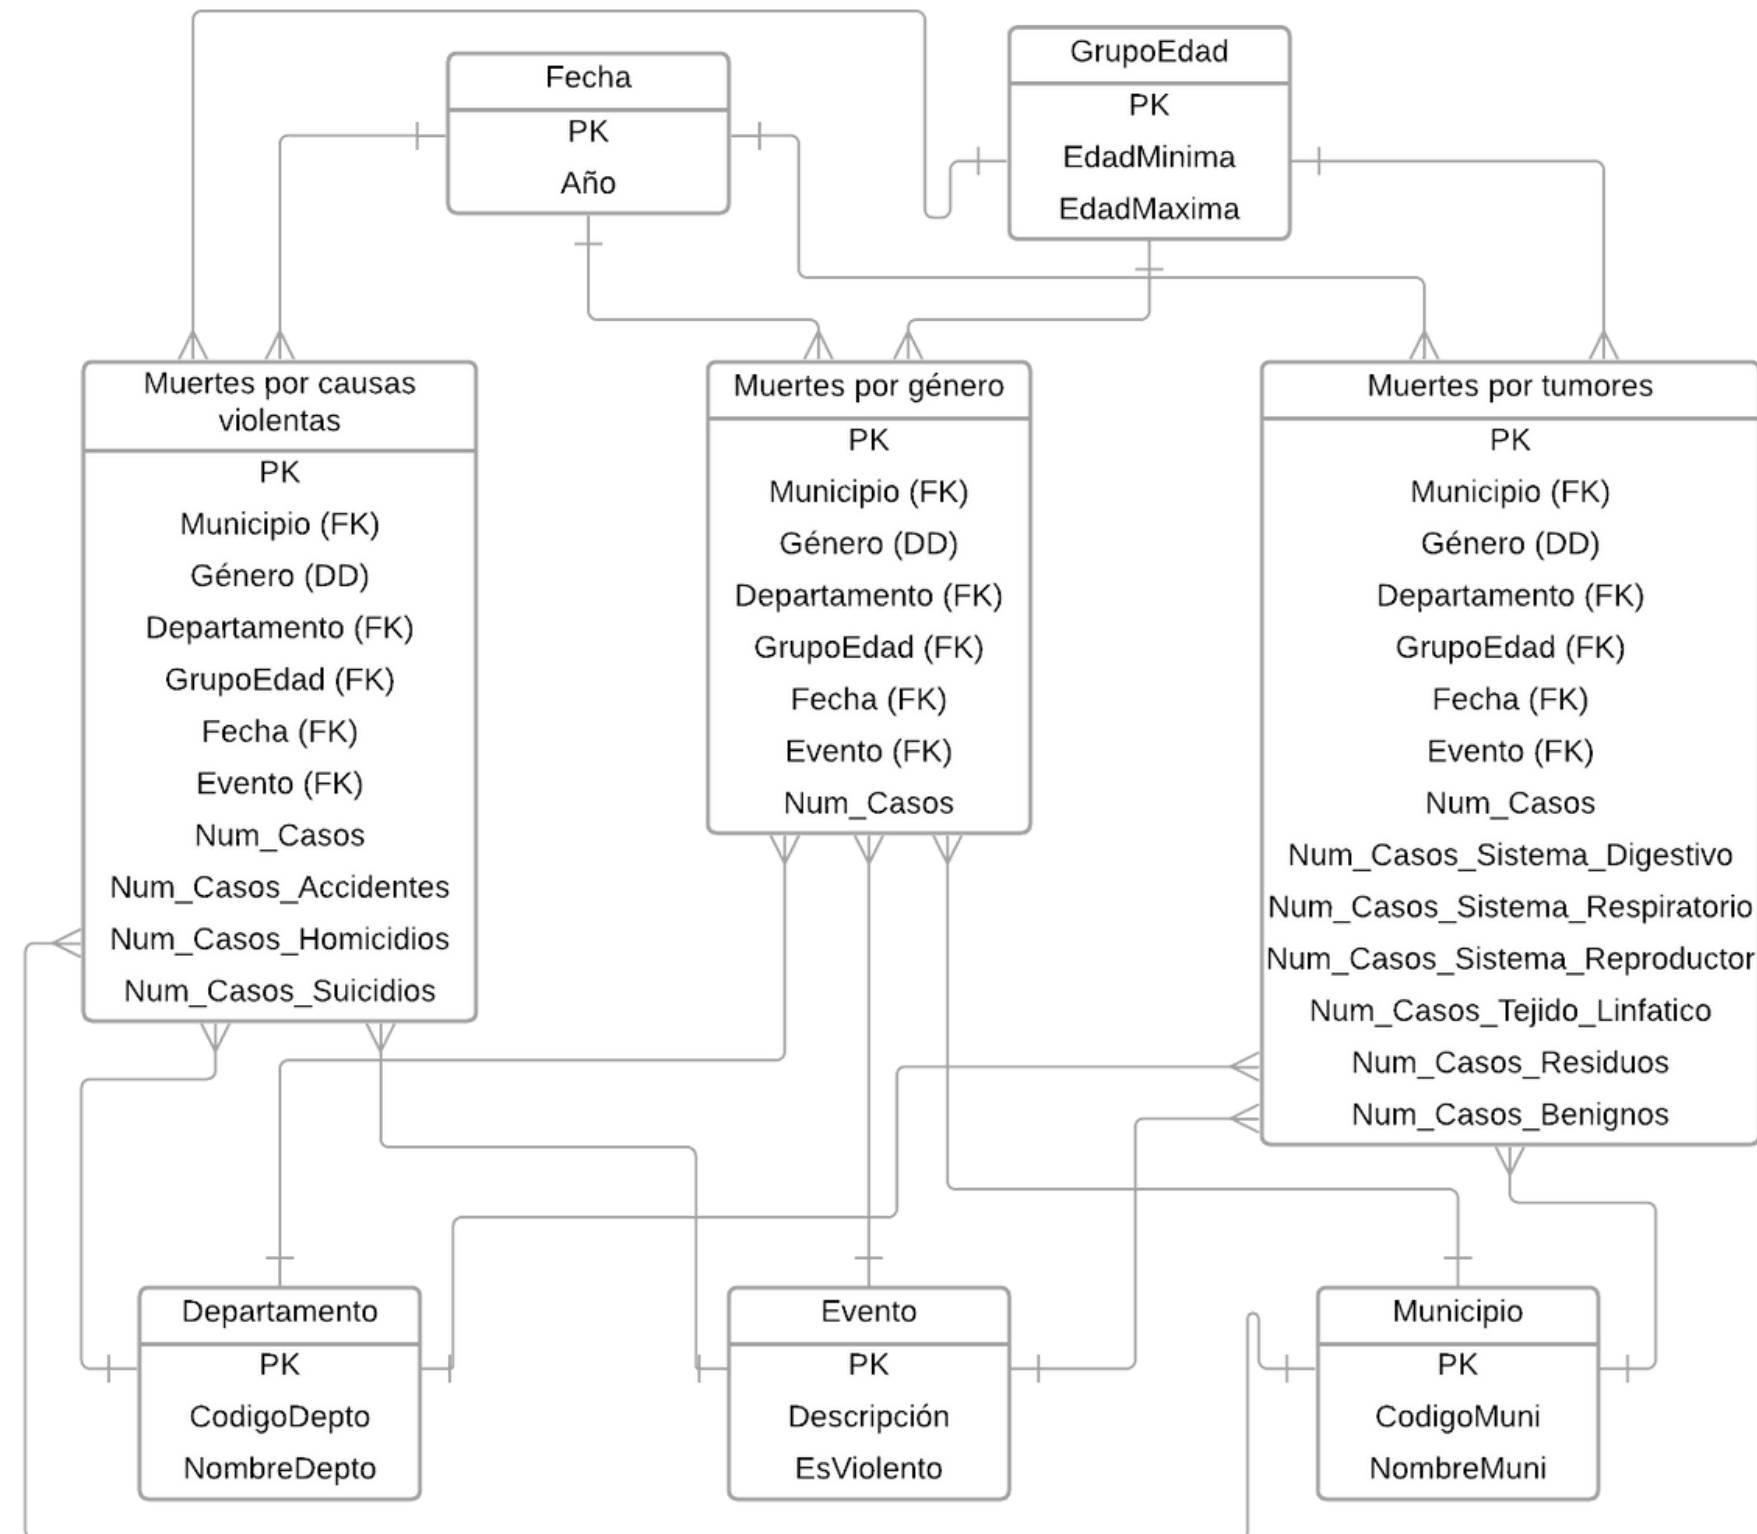 Fecha
PK
Año
GrupoEdad
PK
EdadMinima
EdadMaxima
Muertes por causas
violentas
PK
Municipio (FK)
Género (DD)
Departamento (FK)
GrupoEdad (FK)
Fecha (FK)
Evento (FK)
Num_Casos
Num_Casos_Accidentes
Num_Casos_Homicidios
Num_Casos_Suicidios
Muertes por género
PK
Municipio (FK)
Género (DD)
Departamento (FK)
GrupoEdad (FK)
Fecha (FK)
Evento (FK)
Num_Casos
Muertes por tumores
PK
Municipio (FK)
Género (DD)
Departamento (FK)
GrupoEdad (FK)
Fecha (FK)
Evento (FK)
Num_Casos
Num_Casos_Sistema_Digestivo
Num_Casos_Sistema_Respiratorio
Num_Casos_Sistema_Reproductor
Num_Casos_Tejido_Linfatico
Num_Casos_Residuos
Num_Casos_Benignos
Departamento
PK
CodigoDepto
NombreDepto
Evento
PK
Descripción
EsViolento
Municipio
PK
CodigoMuni
NombreMuni